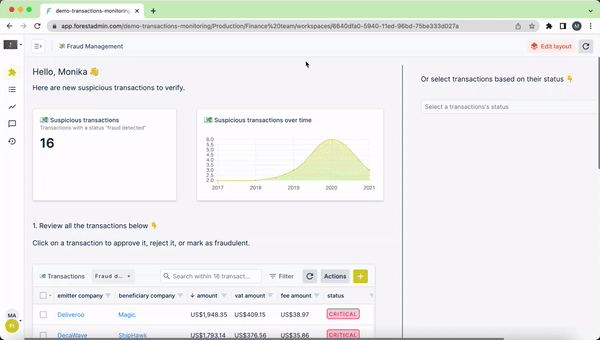 demo-transactions-monitoring
app.forestadmin.com/demo-transactions-monitoring/Production/Finance%20team/workspaces/6640dfa0-5940-11ed-96bd-75be333d027a
Fraud Management
Edit layout
Hello, Monika
Here are new suspicious transactions to verify.
Suspicious transactions
Transactions with a status "fraud detected"
16
Suspicious transactions over time
6.0
5.5
5.0
4.5
4.0
3.5
3.0
2.5
2.0
2017 2018 2019 2020 2021
Or select transactions based on their status
Select a transactions's status
1. Review all the transactions below
Click on a transaction to approve it, reject it, or mark as fraudulent.
Transactions Fraud d... Search within 16 transact... Filter Actions +
emitter company beneficiary company amount vat amount fee amount status
Deliveroo Magic US$1,948.35 US$409.15 US$38.97 CRITICAL
DecaWave ShipHawk US$1,793.14 US$376.56 US$35.86 CRITICAL
MA